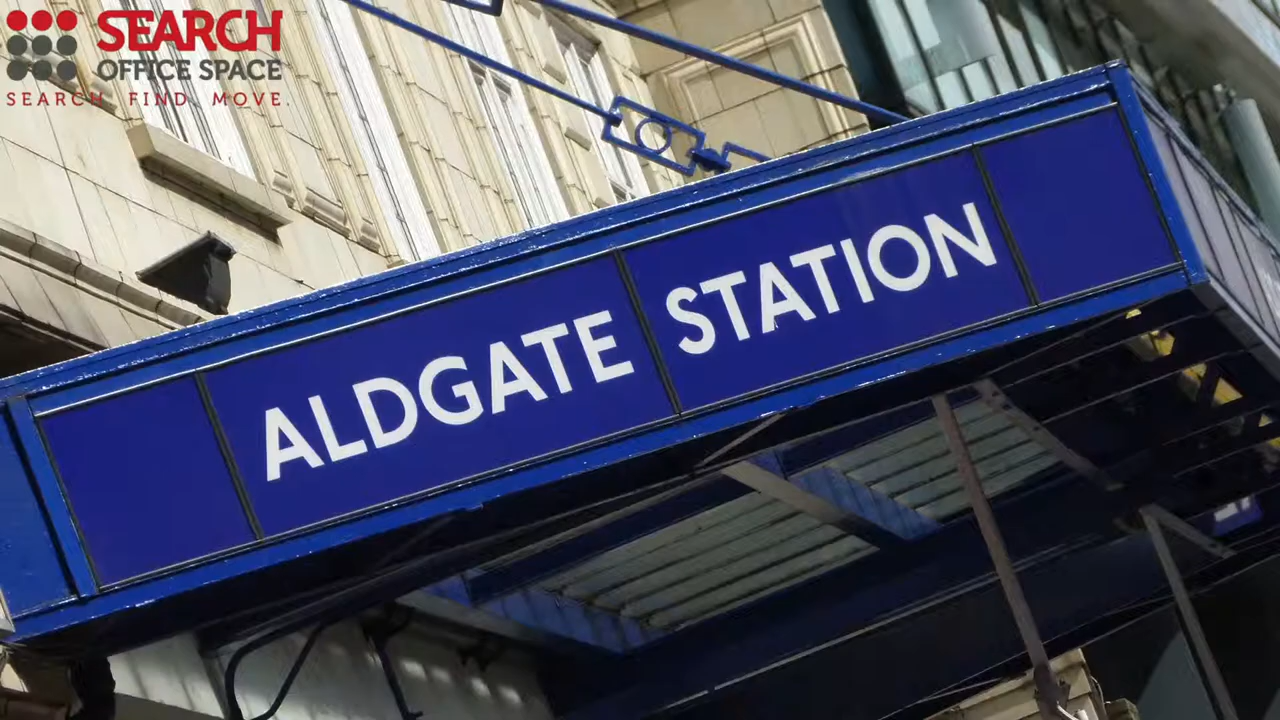 SEARCH
OFFICE SPACE
SEARCH. FIND. MOVE.
ALDGATE STATION